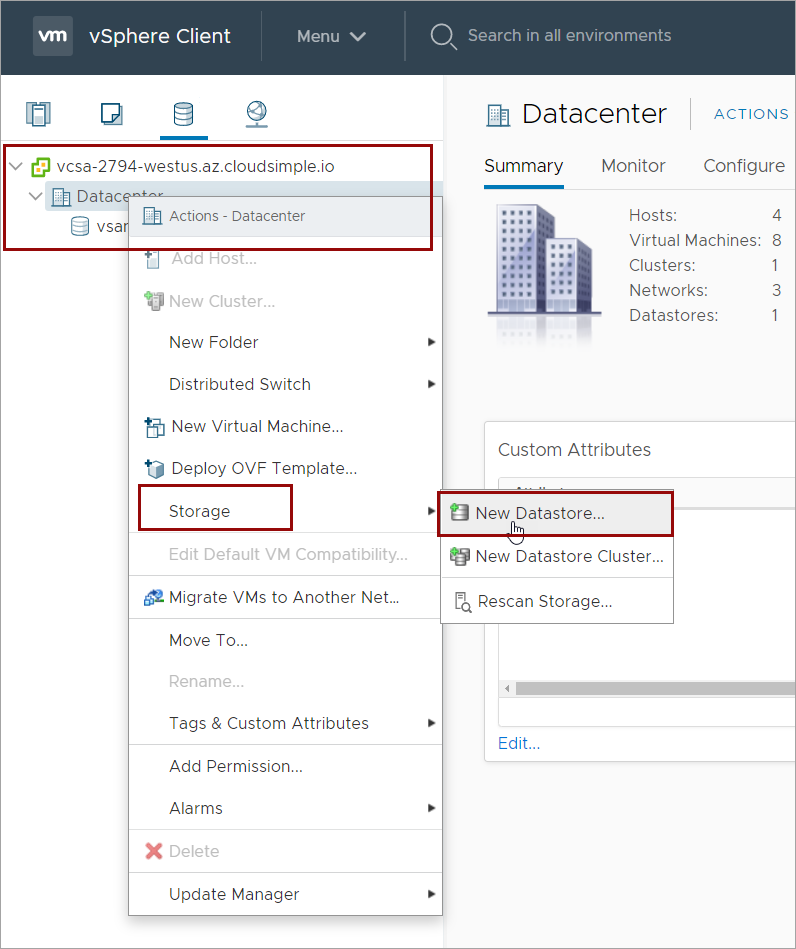 vm vSphere Client Menu Search in all environments
vcsa-2794-westus.az.cloudsimple.io
Datacenter
Actions - Datacenter
Add Host...
New Cluster...
New Folder
Distributed Switch
New Virtual Machine...
Deploy OVF Template...
Storage
Edit Default VM Compatibility...
Migrate VMs to Another Net...
Move To...
Rename...
Tags & Custom Attributes
Add Permission...
Alarms
Delete
Update Manager
New Datastore...
New Datastore Cluster...
Rescan Storage...
Datacenter ACTIONS
Summary Monitor Configure
Hosts: 4
Virtual Machines: 8
Clusters: 1
Networks: 3
Datastores: 1
Custom Attributes
Edit...